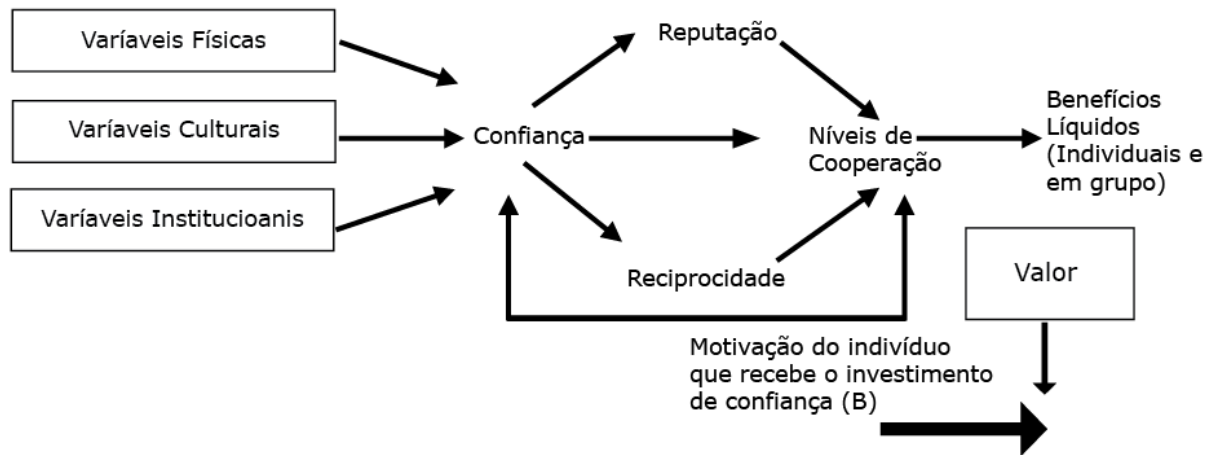 Varíaveis Físicas
Varíaveis Culturais
Varíaveis Institucioanis
Reputação
Confiança
Reciprocidade
Níveis de
Cooperação
Benefícios
Líquidos
(Individuais e
em grupo)
Valor
Motivação do indivíduo
que recebe o investimento
de confiança (B)